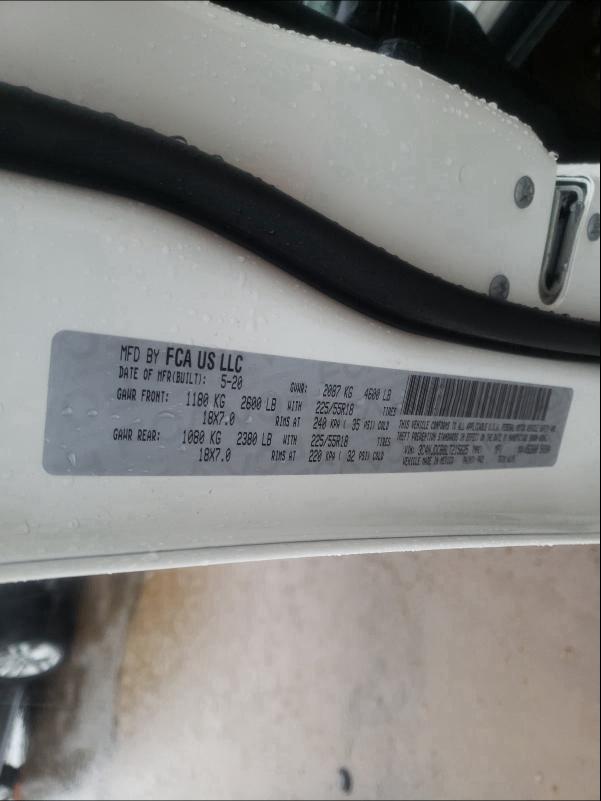 MFD BY FCA US LLC
DATE OF MFR(BUILT): 5-20 GVWR: 2087 KG 4600 LB
GAWR FRONT: 1180 KG 2600 LB WITH 225/55R18 TIRES
18X7.0 RIMS AT 240 KPA ( 35 PSI) COLD
GAWR REAR: 1080 KG 2380 LB WITH 225/55R18 TIRES
18X7.0 RIMS AT 220 KPA ( 32 PSI) COLD
THIS VEHICLE CONFORMS TO ALL APPLICABLE U.S.A. FEDERAL MOTOR VEHICLE SAFETY AND
THEFT PREVENTION STANDARDS IN EFFECT ON THE DATE OF MANUFACTURE SHOWN ABOVE.
VIN: TYPE:
VEHICLE MADE IN MEXICO PAINT: PW7